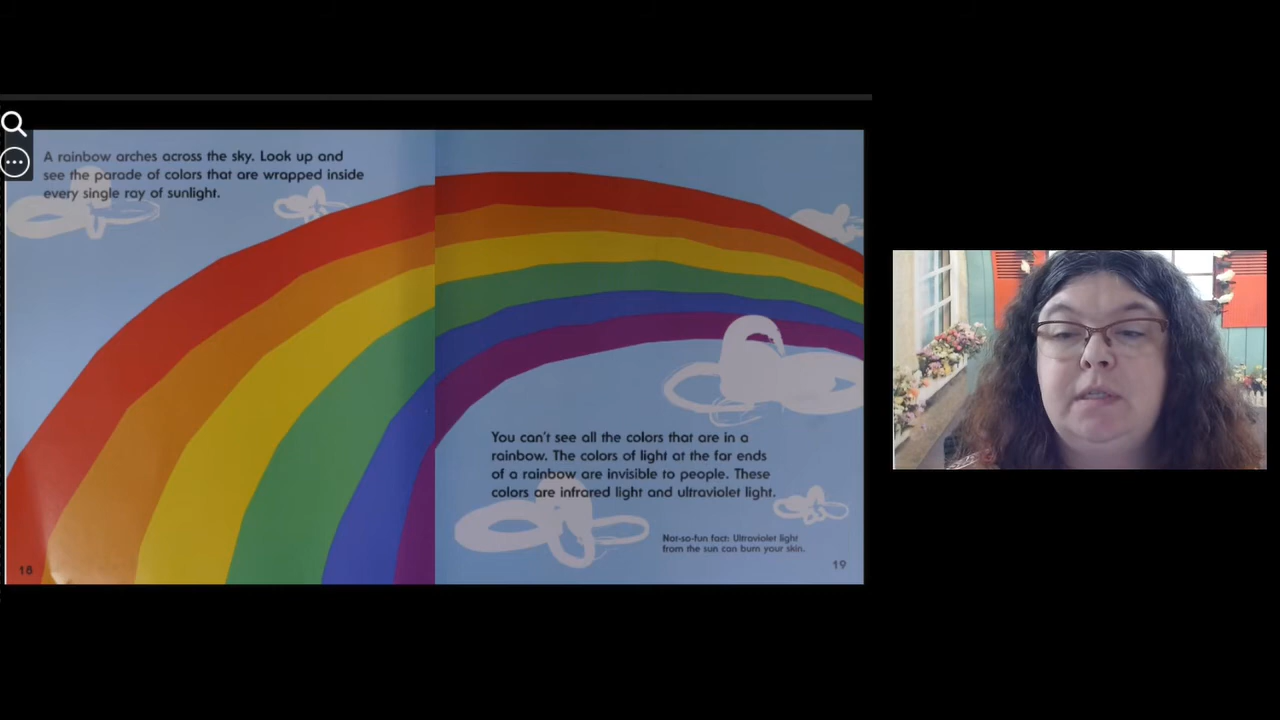 A rainbow arches across the sky. Look up and
see the parade of colors that are wrapped inside
every single ray of sunlight.
You can't see all the colors that are in a
rainbow. The colors of light at the far ends
of a rainbow are invisible to people. These
colors are infrared light and ultraviolet light.
Not-so-fun fact: Ultraviolet light
from the sun can burn your skin.
18
19